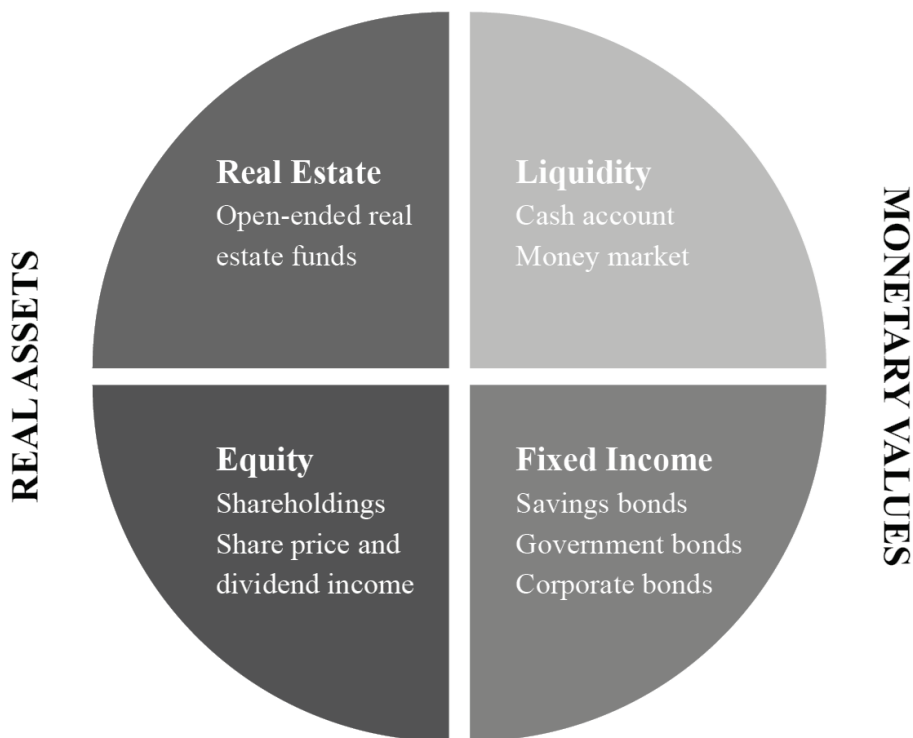 REAL ASSETS
Real Estate
Open-ended real
estate funds
Liquidity
Cash account
Money market
Equity
Shareholdings
Share price and
dividend income
Fixed Income
Savings bonds
Government bonds
Corporate bonds
MONETARY VALUES